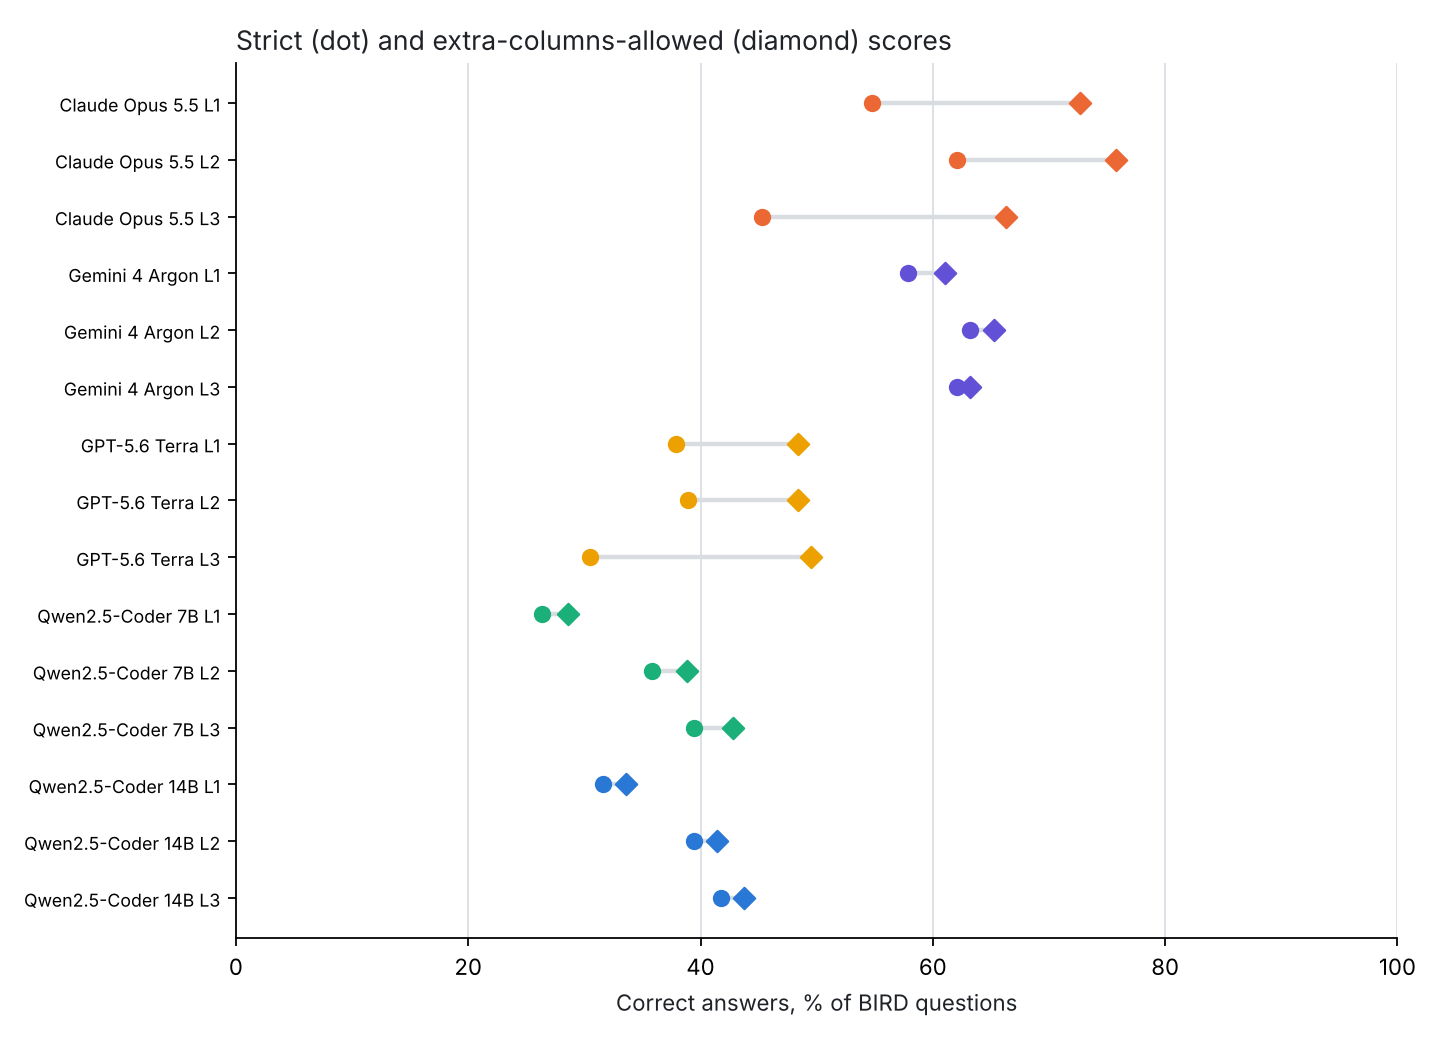 Strict (dot) and extra-columns-allowed (diamond) scores
Claude Opus 5.5 L1
Claude Opus 5.5 L2
Claude Opus 5.5 L3
Gemini 4 Argon L1
Gemini 4 Argon L2
Gemini 4 Argon L3
GPT-5.6 Terra L1
GPT-5.6 Terra L2
GPT-5.6 Terra L3
Qwen2.5-Coder 7B L1
Qwen2.5-Coder 7B L2
Qwen2.5-Coder 7B L3
Qwen2.5-Coder 14B L1
Qwen2.5-Coder 14B L2
Qwen2.5-Coder 14B L3
0 20 40 60 80 100
Correct answers, % of BIRD questions